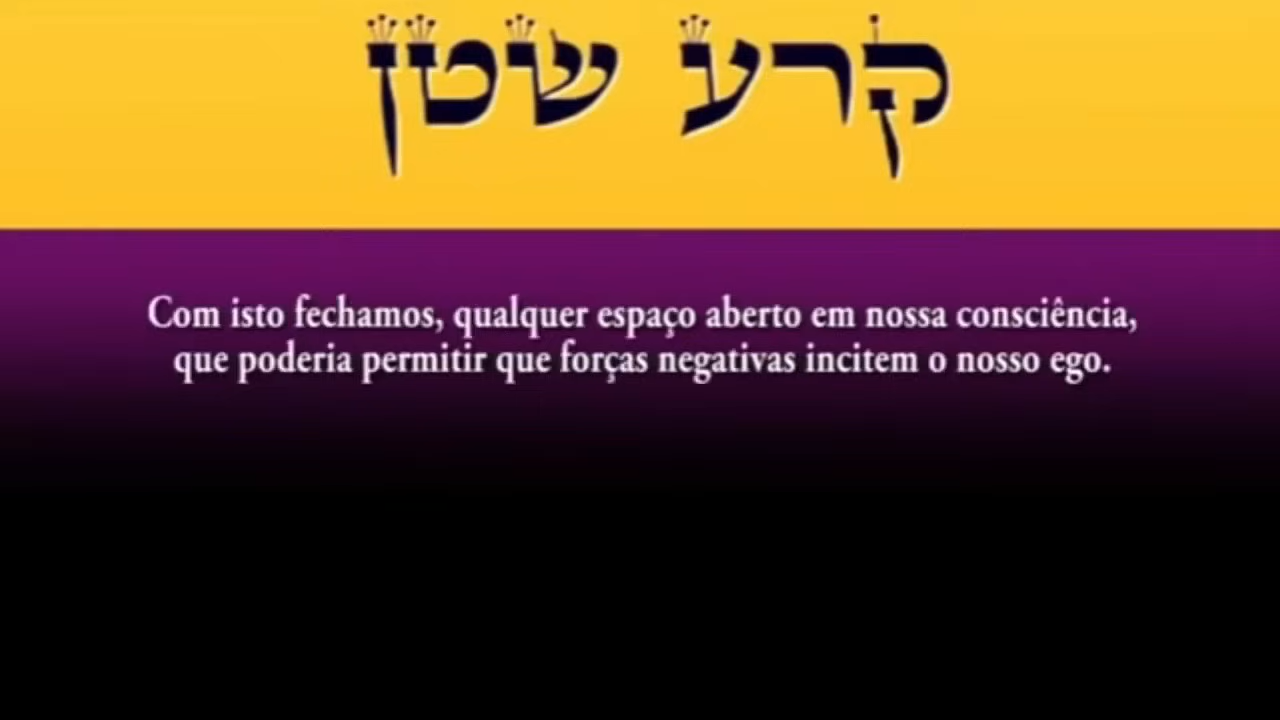 קרע שטן
Com isto fechamos, qualquer espaço aberto em nossa consciência,
que poderia permitir que forças negativas incitem o nosso ego.